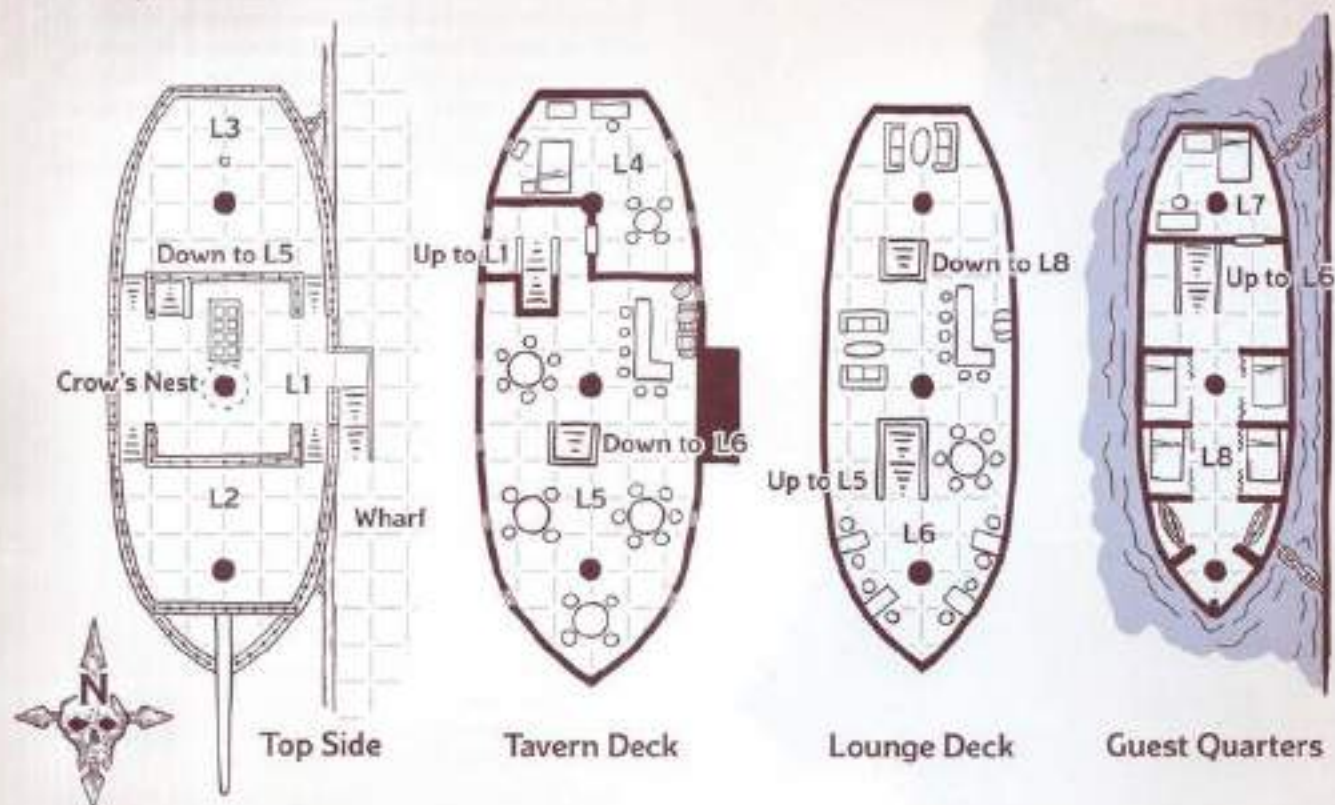 L3
Down to L5
Crow's Nest
L1
L2
Wharf
N
Top Side
L4
Up to L1
Down to L6
L5
Tavern Deck
Down to L8
Up to L5
L6
Lounge Deck
L7
Up to L6
L8
Guest Quarters